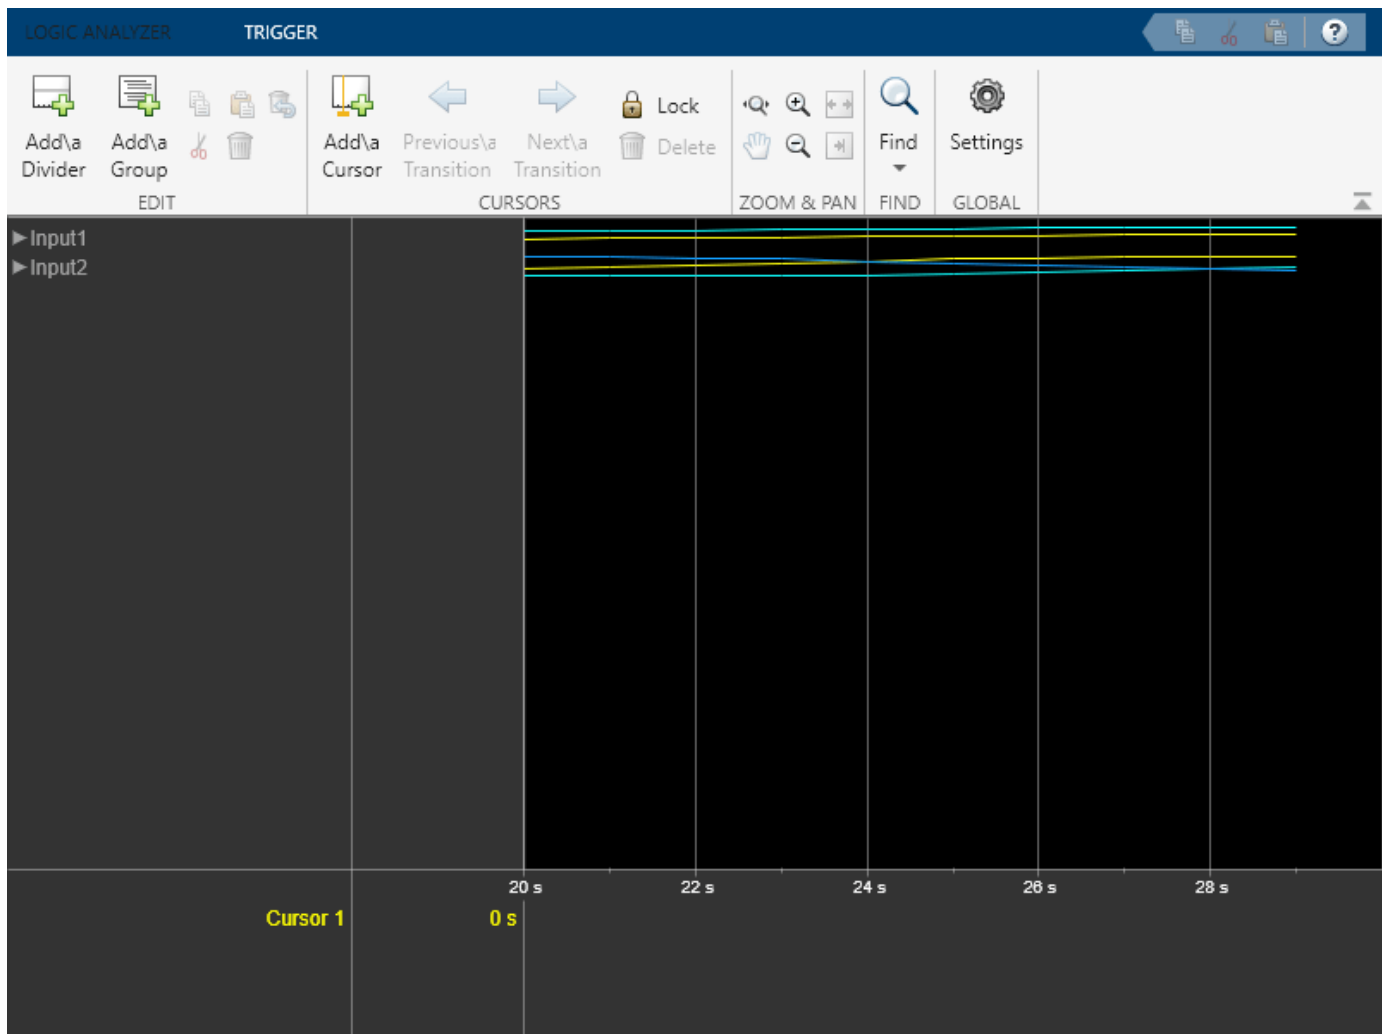 LOGIC ANALYZER TRIGGER
Add\a Divider
Add\a Group
Add\a Cursor
Previous\a Transition
Next\a Transition
Lock
Delete
Find
Settings
EDIT CURSORS ZOOM & PAN FIND GLOBAL
Input1
Input2
20 s 22 s 24 s 26 s 28 s
Cursor 1 0 s